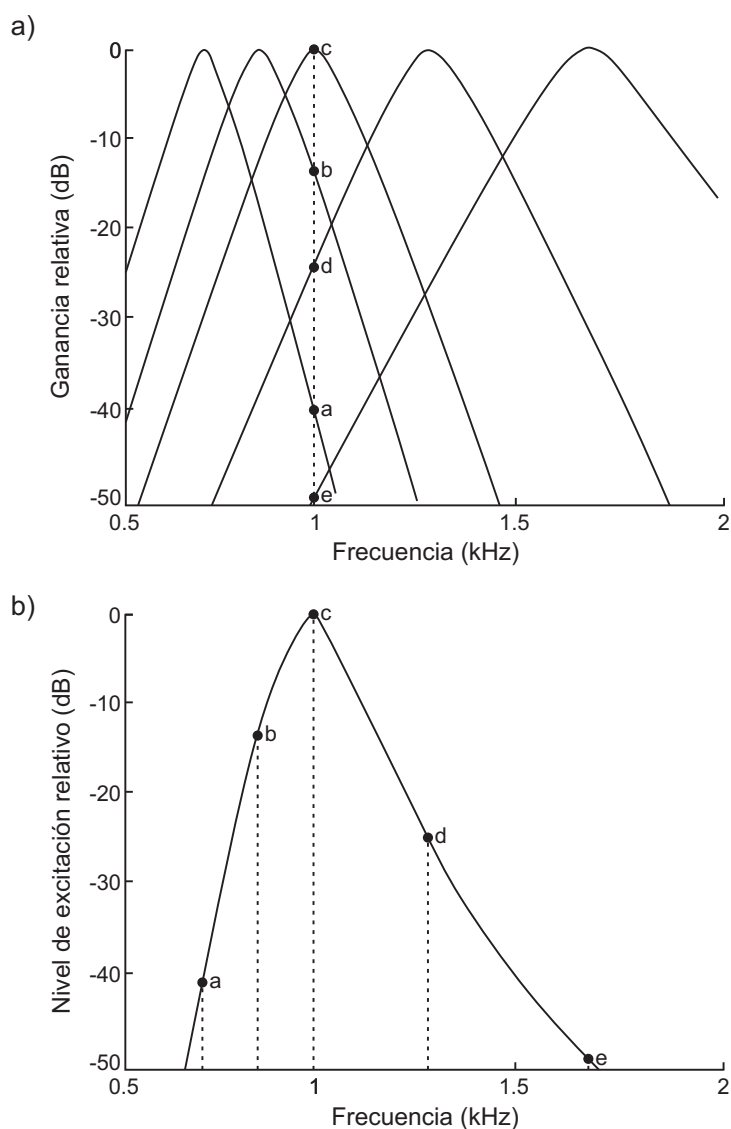 a)
Ganancia relativa (dB)
0
-10
-20
-30
-40
-50
c
b
d
a
e
0.5 1 1.5 2
Frecuencia (kHz)
b)
Nivel de excitación relativo (dB)
0
-10
-20
-30
-40
-50
c
b
d
a
e
0.5 1 1.5 2
Frecuencia (kHz)